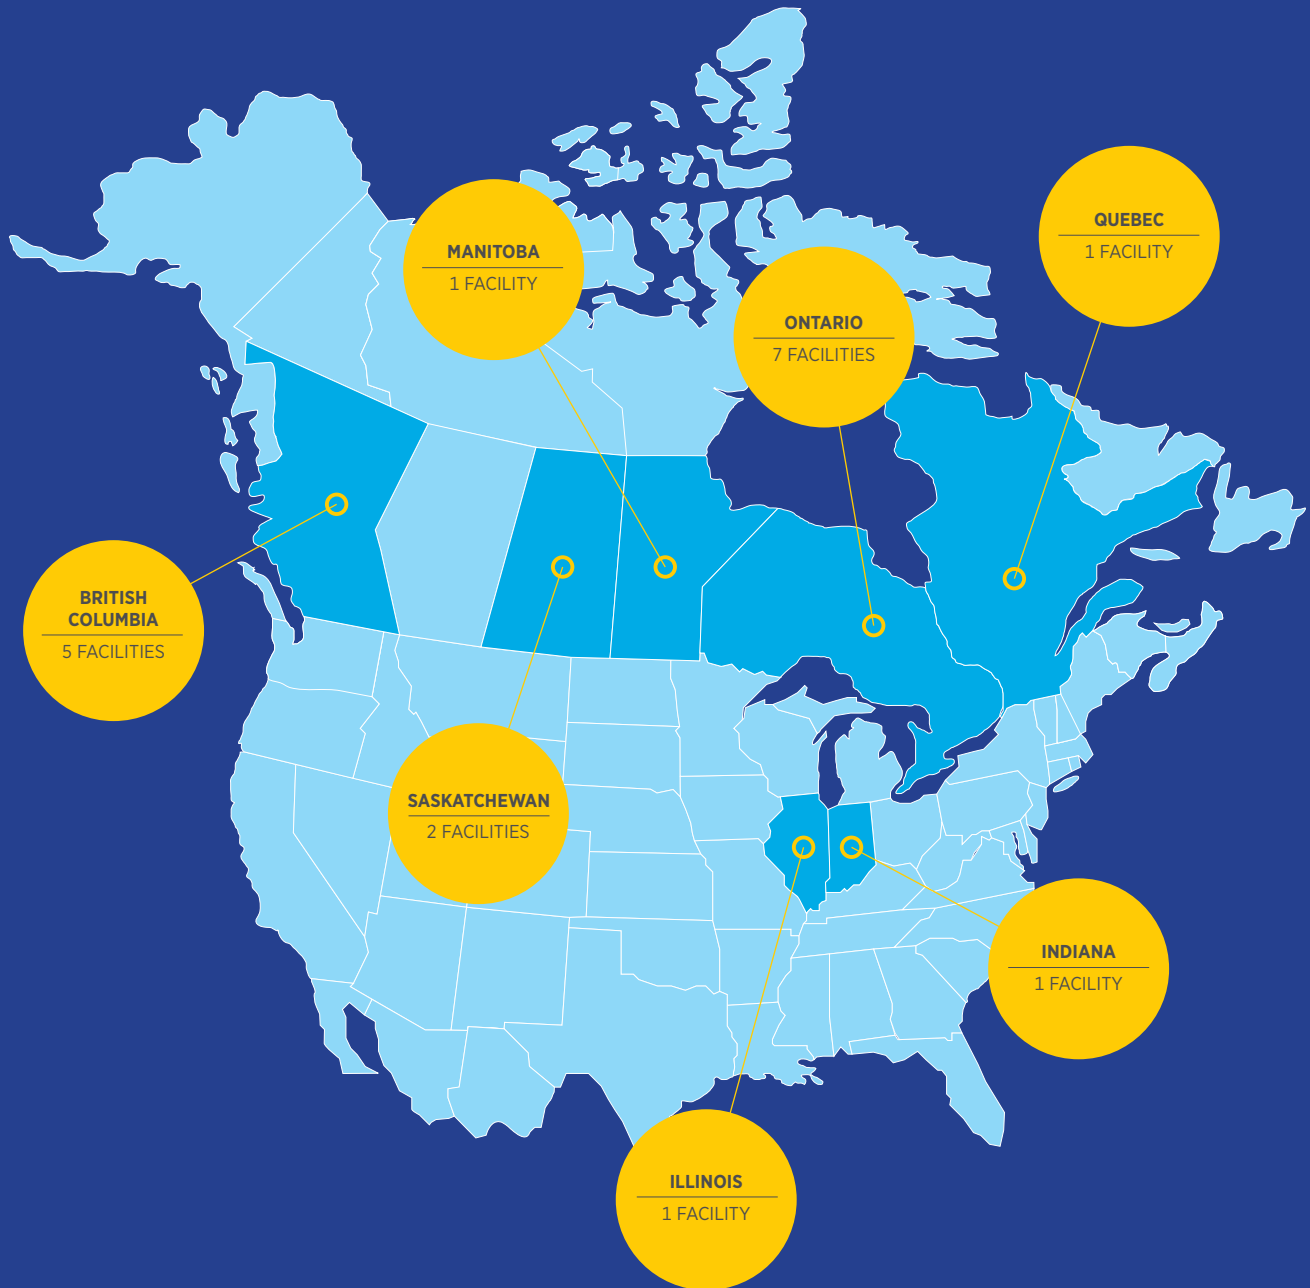 QUEBEC
1 FACILITY
MANITOBA
1 FACILITY
ONTARIO
7 FACILITIES
BRITISH
COLUMBIA
5 FACILITIES
SASKATCHEWAN
2 FACILITIES
INDIANA
1 FACILITY
ILLINOIS
1 FACILITY